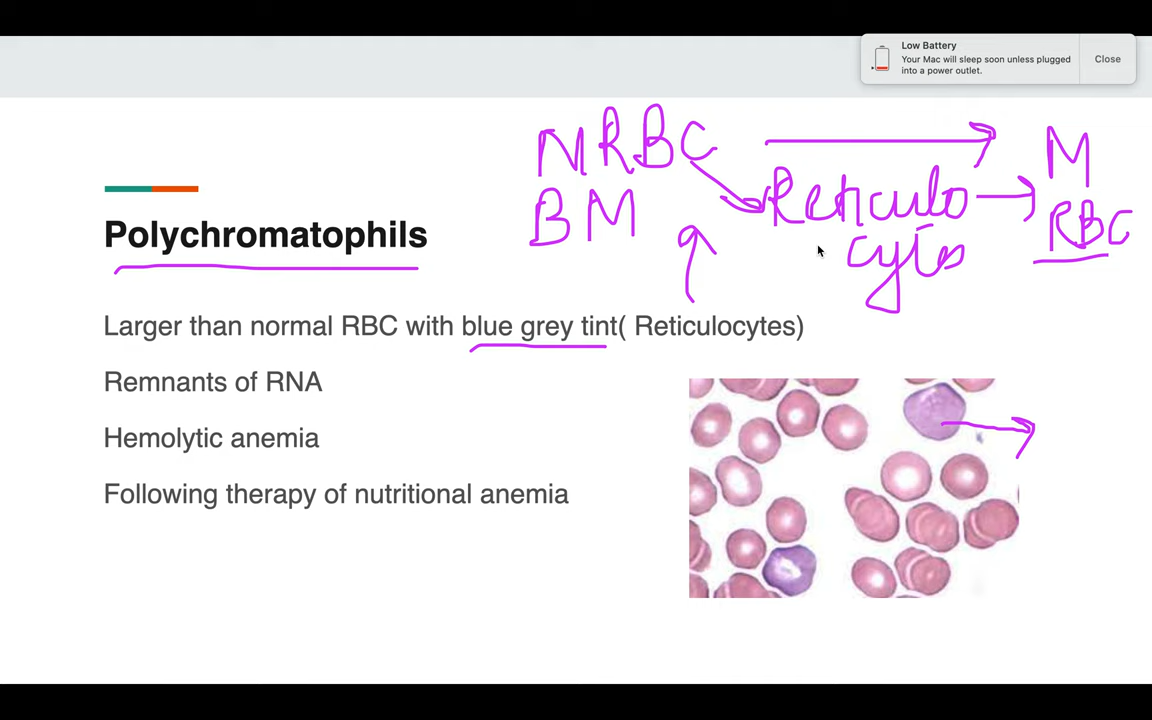 Low Battery
Your Mac will sleep soon unless plugged
into a power outlet.
Close
NRBC
M
BM
Reticulo
RBC
cytes
Polychromatophils
Larger than normal RBC with blue grey tint( Reticulocytes)
Remnants of RNA
Hemolytic anemia
Following therapy of nutritional anemia